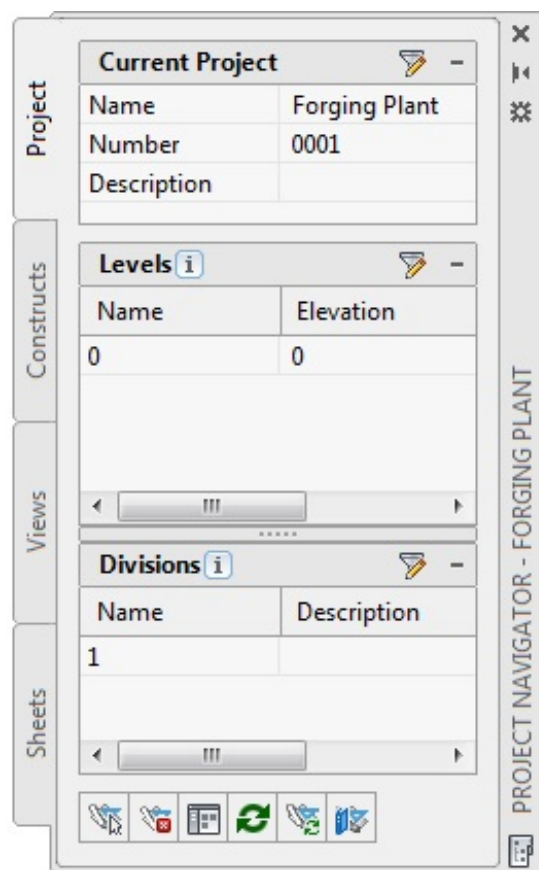 Project
Constructs
Views
Sheets
Current Project
Name Forging Plant
Number 0001
Description
Levels i
Name Elevation
0 0
Divisions i
Name Description
1
PROJECT NAVIGATOR - FORGING PLANT